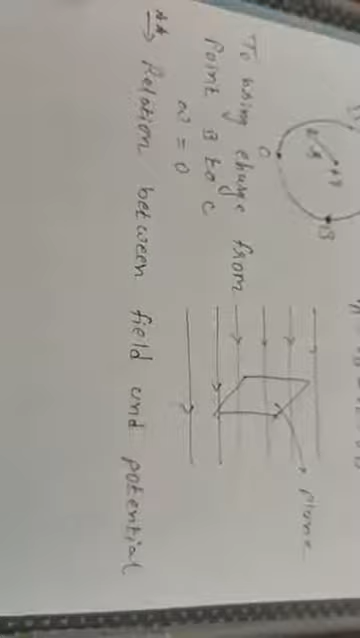 +q
B
C
To bring charge from
Point B to C
w = 0
Plane
** → Relation between field and potential